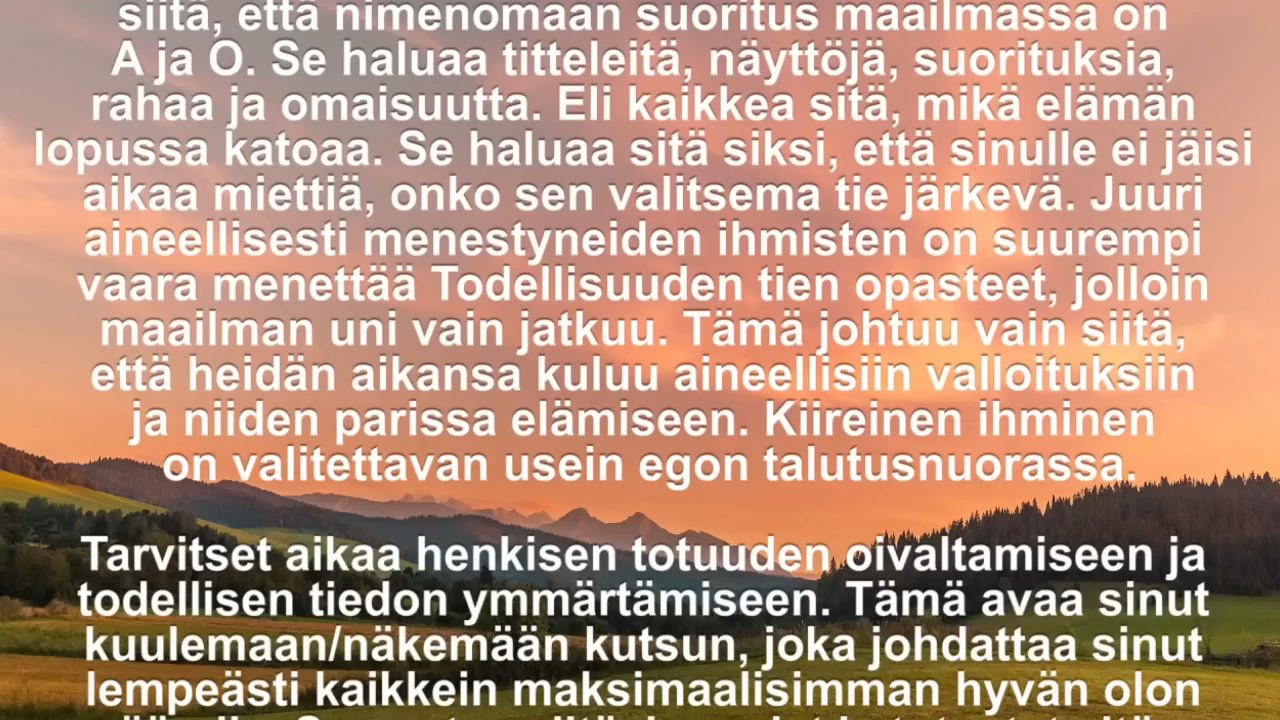 siitä, että nimenomaan suoritus maailmassa on
A ja O. Se haluaa titteleitä, näyttöjä, suorituksia,
rahaa ja omaisuutta. Eli kaikkea sitä, mikä elämän
lopussa katoaa. Se haluaa sitä siksi, että sinulle ei jäisi
aikaa miettiä, onko sen valitsema tie järkevä. Juuri
aineellisesti menestyneiden ihmisten on suurempi
vaara menettää Todellisuuden tien opasteet, jolloin
maailman uni vain jatkuu. Tämä johtuu vain siitä,
että heidän aikansa kuluu aineellisiin valloituksiin
ja niiden parissa elämiseen. Kiireinen ihminen
on valitettavan usein egon talutusnuorassa.
Tarvitset aikaa henkisen totuuden oivaltamiseen ja
todellisen tiedon ymmärtämiseen. Tämä avaa sinut
kuulemaan/näkemään kutsun, joka johdattaa sinut
lempeästi kaikkein maksimaalisimman hyvän olon